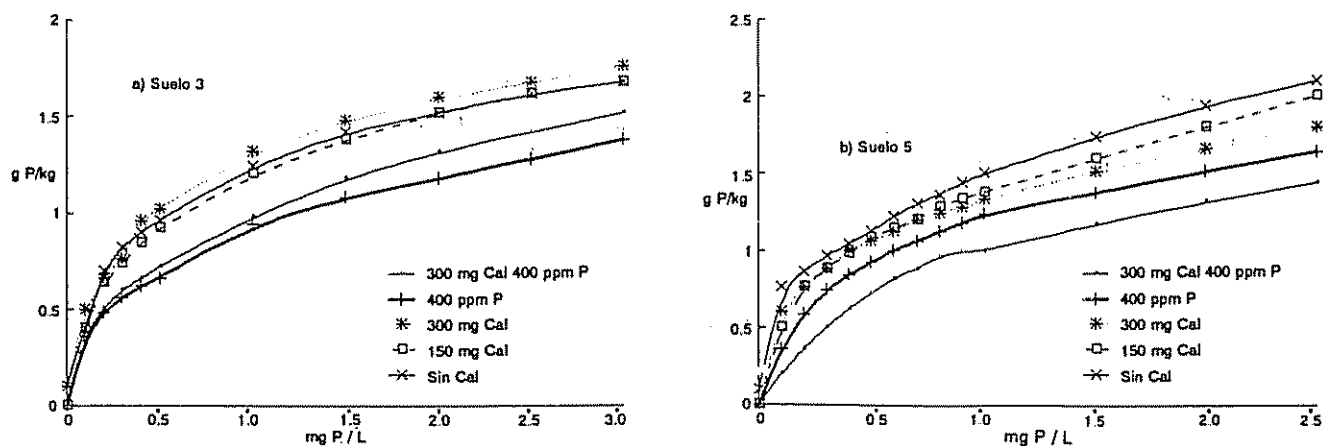 2
1.5
1
0.5
0
g P/kg
a) Suelo 3
300 mg Cal 400 ppm P
400 ppm P
300 mg Cal
150 mg Cal
Sin Cal
0 0.5 1.0 1.5 2.0 2.5 3.0
mg P / L
2.5
2
1.5
1
0.5
0
g P/kg
b) Suelo 5
300 mg Cal 400 ppm P
400 ppm P
300 mg Cal
150 mg Cal
Sin Cal
0 0.5 1.0 1.5 2.0 2.5
mg P / L